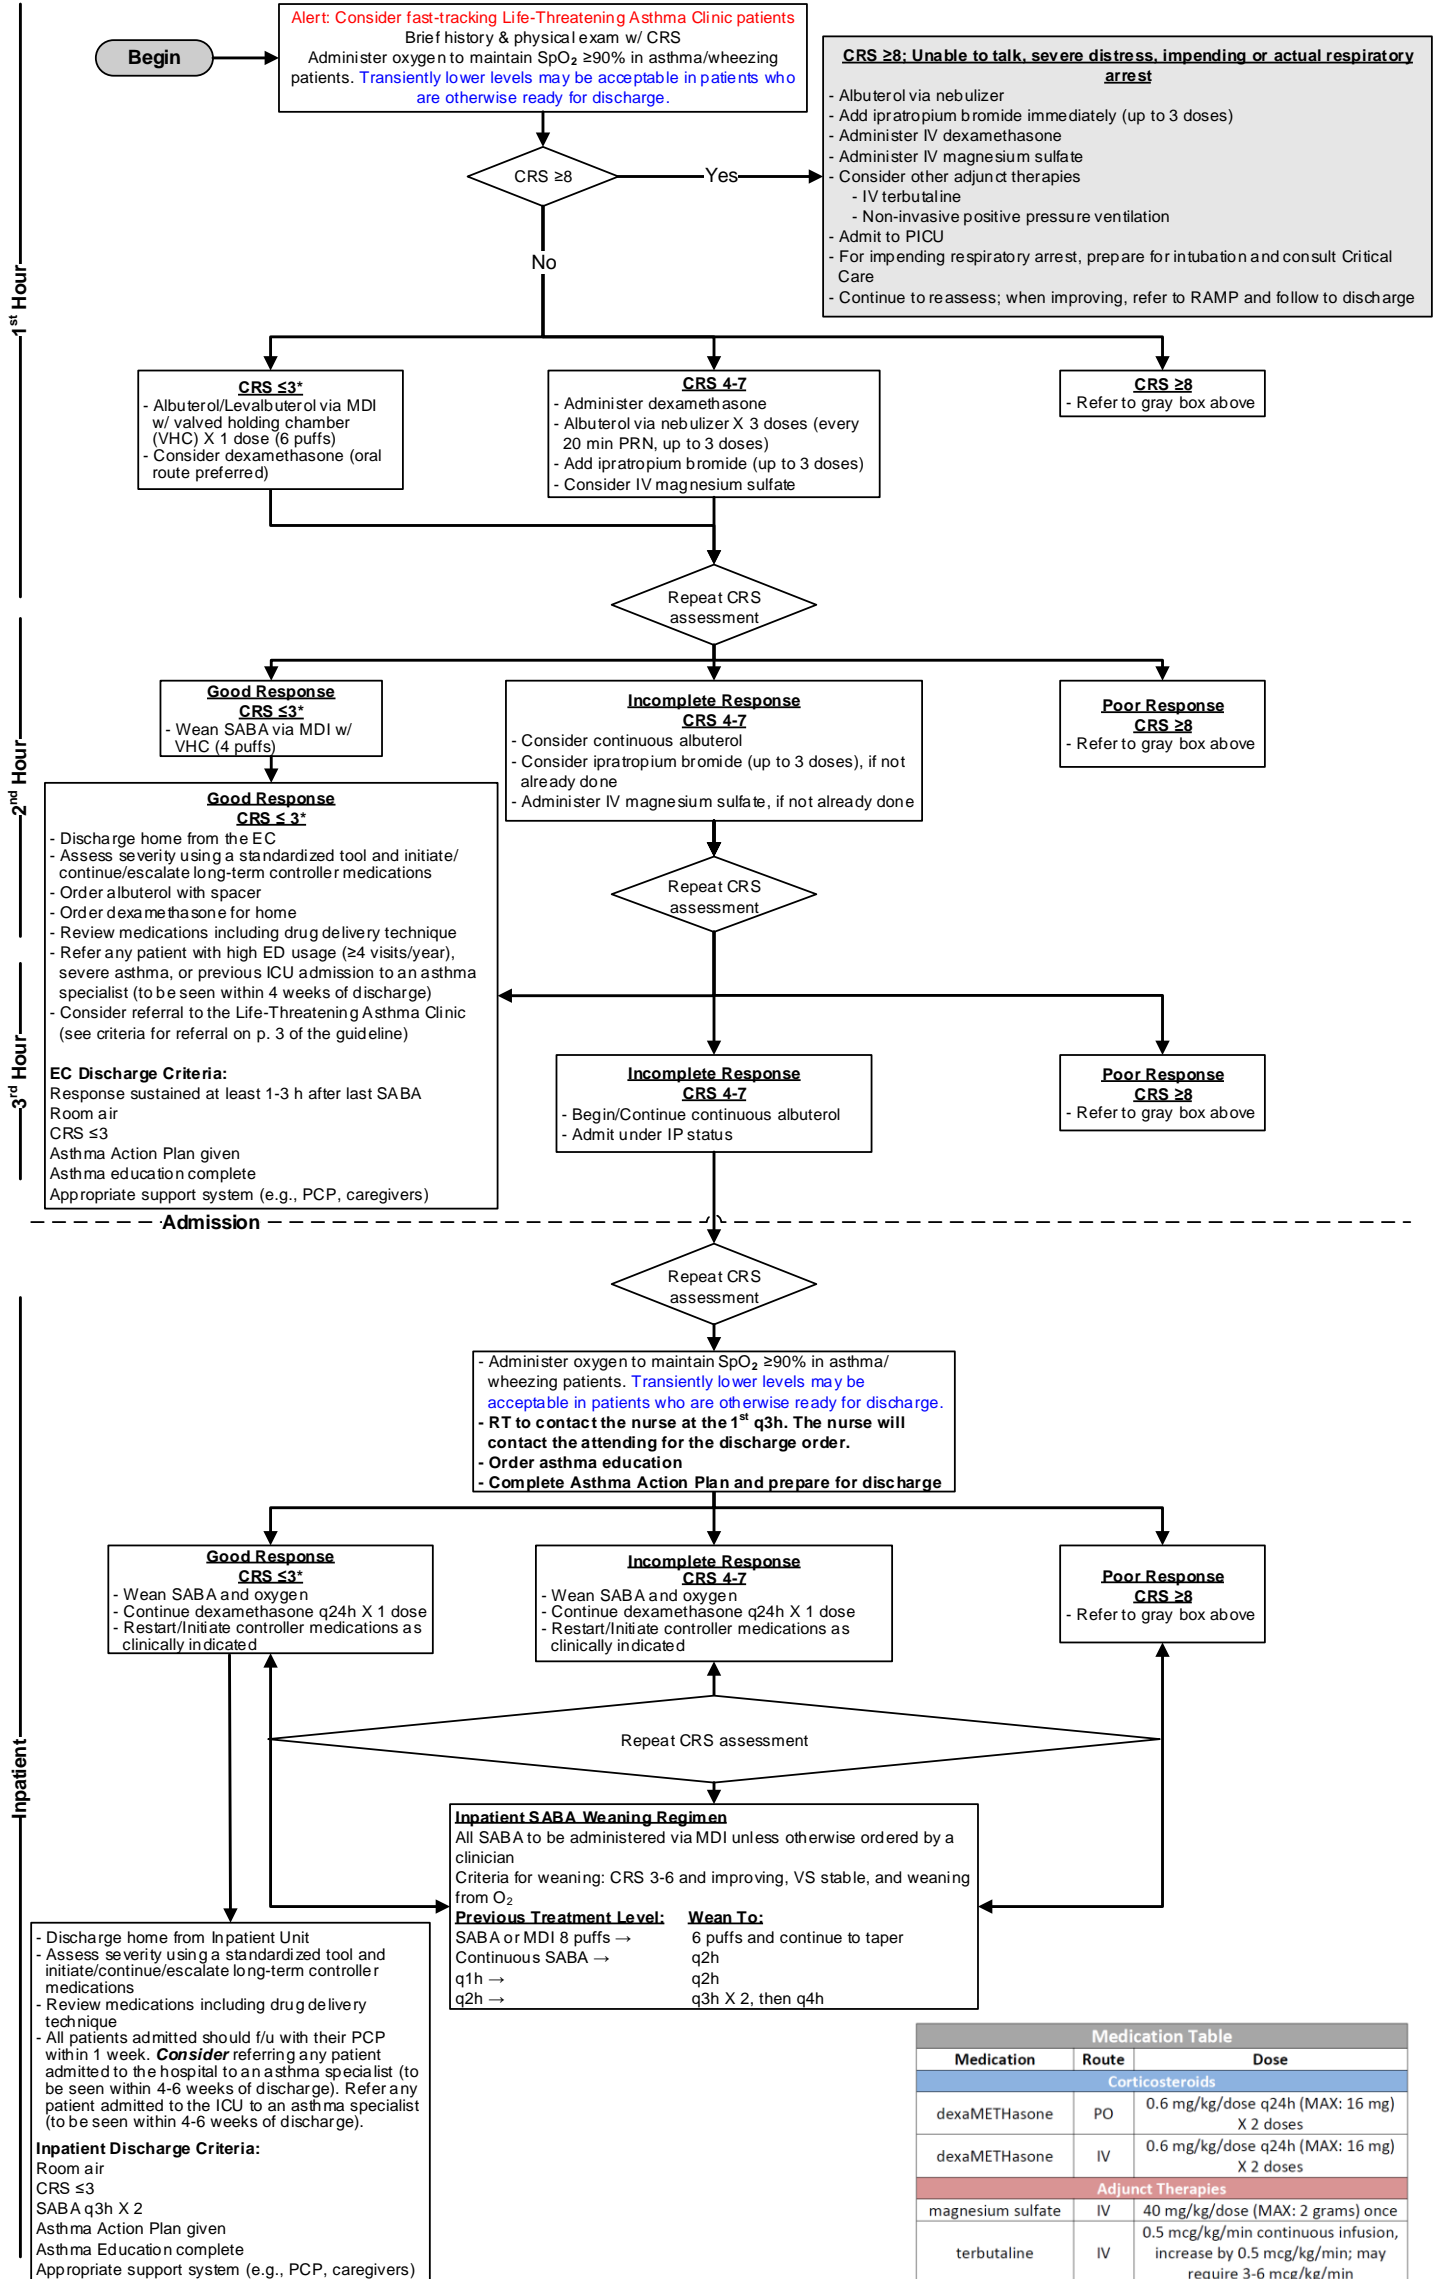 Alert: Consider fast-tracking Life-Threatening Asthma Clinic patients
Brief history & physical exam w/ CRS
Administer oxygen to maintain SpO₂ ≥90% in asthma/wheezing
patients. Transiently lower levels may be acceptable in patients who
are otherwise ready for discharge.
Begin
CRS ≥8; Unable to talk, severe distress, impending or actual respiratory
arrest
- Albuterol via nebulizer
- Add ipratropium bromide immediately (up to 3 doses)
- Administer IV dexamethasone
- Administer IV magnesium sulfate
- Consider other adjunct therapies
- IV terbutaline
- Non-invasive positive pressure ventilation
- Admit to PICU
- For impending respiratory arrest, prepare for intubation and consult Critical
Care
- Continue to reassess; when improving, refer to RAMP and follow to discharge
CRS ≥8
Yes
No
1st Hour
CRS ≤3*
- Albuterol/Levalbuterol via MDI
w/ valved holding chamber
(VHC) X 1 dose (6 puffs)
- Consider dexamethasone (oral
route preferred)
CRS 4-7
- Administer dexamethasone
- Albuterol via nebulizer X 3 doses (every
20 min PRN, up to 3 doses)
- Add ipratropium bromide (up to 3 doses)
- Consider IV magnesium sulfate
CRS ≥8
- Refer to gray box above
Repeat CRS
assessment
2nd Hour
Good Response
CRS ≤3*
- Wean SABA via MDI w/
VHC (4 puffs)
Incomplete Response
CRS 4-7
- Consider continuous albuterol
- Consider ipratropium bromide (up to 3 doses), if not
already done
- Administer IV magnesium sulfate, if not already done
Poor Response
CRS ≥8
- Refer to gray box above
Good Response
CRS ≤ 3*
- Discharge home from the EC
- Assess severity using a standardized tool and initiate/
continue/escalate long-term controller medications
- Order albuterol with spacer
- Order dexamethasone for home
- Review medications including drug delivery technique
- Refer any patient with high ED usage (≥4 visits/year),
severe asthma, or previous ICU admission to an asthma
specialist (to be seen within 4 weeks of discharge)
- Consider referral to the Life-Threatening Asthma Clinic
(see criteria for referral on p. 3 of the guideline)
EC Discharge Criteria:
Response sustained at least 1-3 h after last SABA
Room air
CRS ≤3
Asthma Action Plan given
Asthma education complete
Appropriate support system (e.g., PCP, caregivers)
Repeat CRS
assessment
3rd Hour
Incomplete Response
CRS 4-7
- Begin/Continue continuous albuterol
- Admit under IP status
Poor Response
CRS ≥8
- Refer to gray box above
Admission
Repeat CRS
assessment
Inpatient
- Administer oxygen to maintain SpO₂ ≥90% in asthma/
wheezing patients. Transiently lower levels may be
acceptable in patients who are otherwise ready for discharge.
- RT to contact the nurse at the 1st q3h. The nurse will
contact the attending for the discharge order.
- Order asthma education
- Complete Asthma Action Plan and prepare for discharge
Good Response
CRS ≤3*
- Wean SABA and oxygen
- Continue dexamethasone q24h X 1 dose
- Restart/Initiate controller medications as
clinically indicated
Incomplete Response
CRS 4-7
- Wean SABA and oxygen
- Continue dexamethasone q24h X 1 dose
- Restart/Initiate controller medications as
clinically indicated
Poor Response
CRS ≥8
- Refer to gray box above
Repeat CRS assessment
Inpatient SABA Weaning Regimen
All SABA to be administered via MDI unless otherwise ordered by a
clinician
Criteria for weaning: CRS 3-6 and improving, VS stable, and weaning
from O₂
Previous Treatment Level: Wean To:
SABA or MDI 8 puffs → 6 puffs and continue to taper
Continuous SABA → q2h
q1h → q2h
q2h → q3h X 2, then q4h
- Discharge home from Inpatient Unit
- Assess severity using a standardized tool and
initiate/continue/escalate long-term controller
medications
- Review medications including drug delivery
technique
- All patients admitted should f/u with their PCP
within 1 week. Consider referring any patient
admitted to the hospital to an asthma specialist (to
be seen within 4-6 weeks of discharge). Refer any
patient admitted to the ICU to an asthma specialist
(to be seen within 4-6 weeks of discharge).
Inpatient Discharge Criteria:
Room air
CRS ≤3
SABA q3h X 2
Asthma Action Plan given
Asthma Education complete
Appropriate support system (e.g., PCP, caregivers)
Medication Table
Medication Route Dose
Corticosteroids
dexaMETHasone PO 0.6 mg/kg/dose q24h (MAX: 16 mg)
X 2 doses
dexaMETHasone IV 0.6 mg/kg/dose q24h (MAX: 16 mg)
X 2 doses
Adjunct Therapies
magnesium sulfate IV 40 mg/kg/dose (MAX: 2 grams) once
terbutaline IV 0.5 mcg/kg/min continuous infusion,
increase by 0.5 mcg/kg/min; may
require 3-6 mcg/kg/min